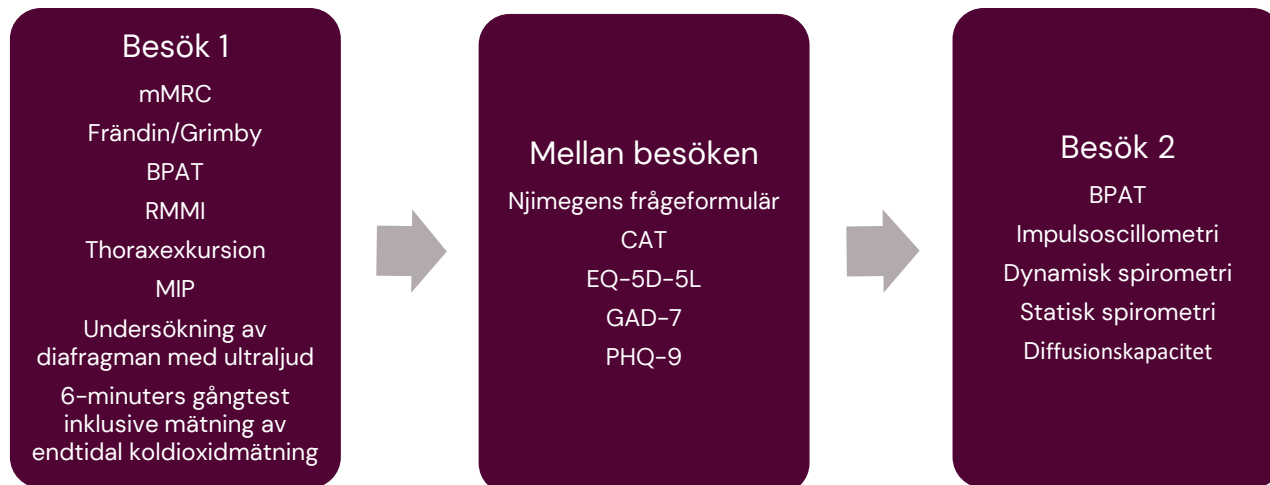 Besök 1
mMRC
Frändin/Grimby
BPAT
RMMI
Thoraxexkursion
MIP
Undersökning av
diafragman med ultraljud
6-minuters gångtest
inklusive mätning av
endtidal koldioxidmätning
Mellan besöken
Njimegens frågeformulär
CAT
EQ-5D-5L
GAD-7
PHQ-9
Besök 2
BPAT
Impulsoscillometri
Dynamisk spirometri
Statisk spirometri
Diffusionskapacitet